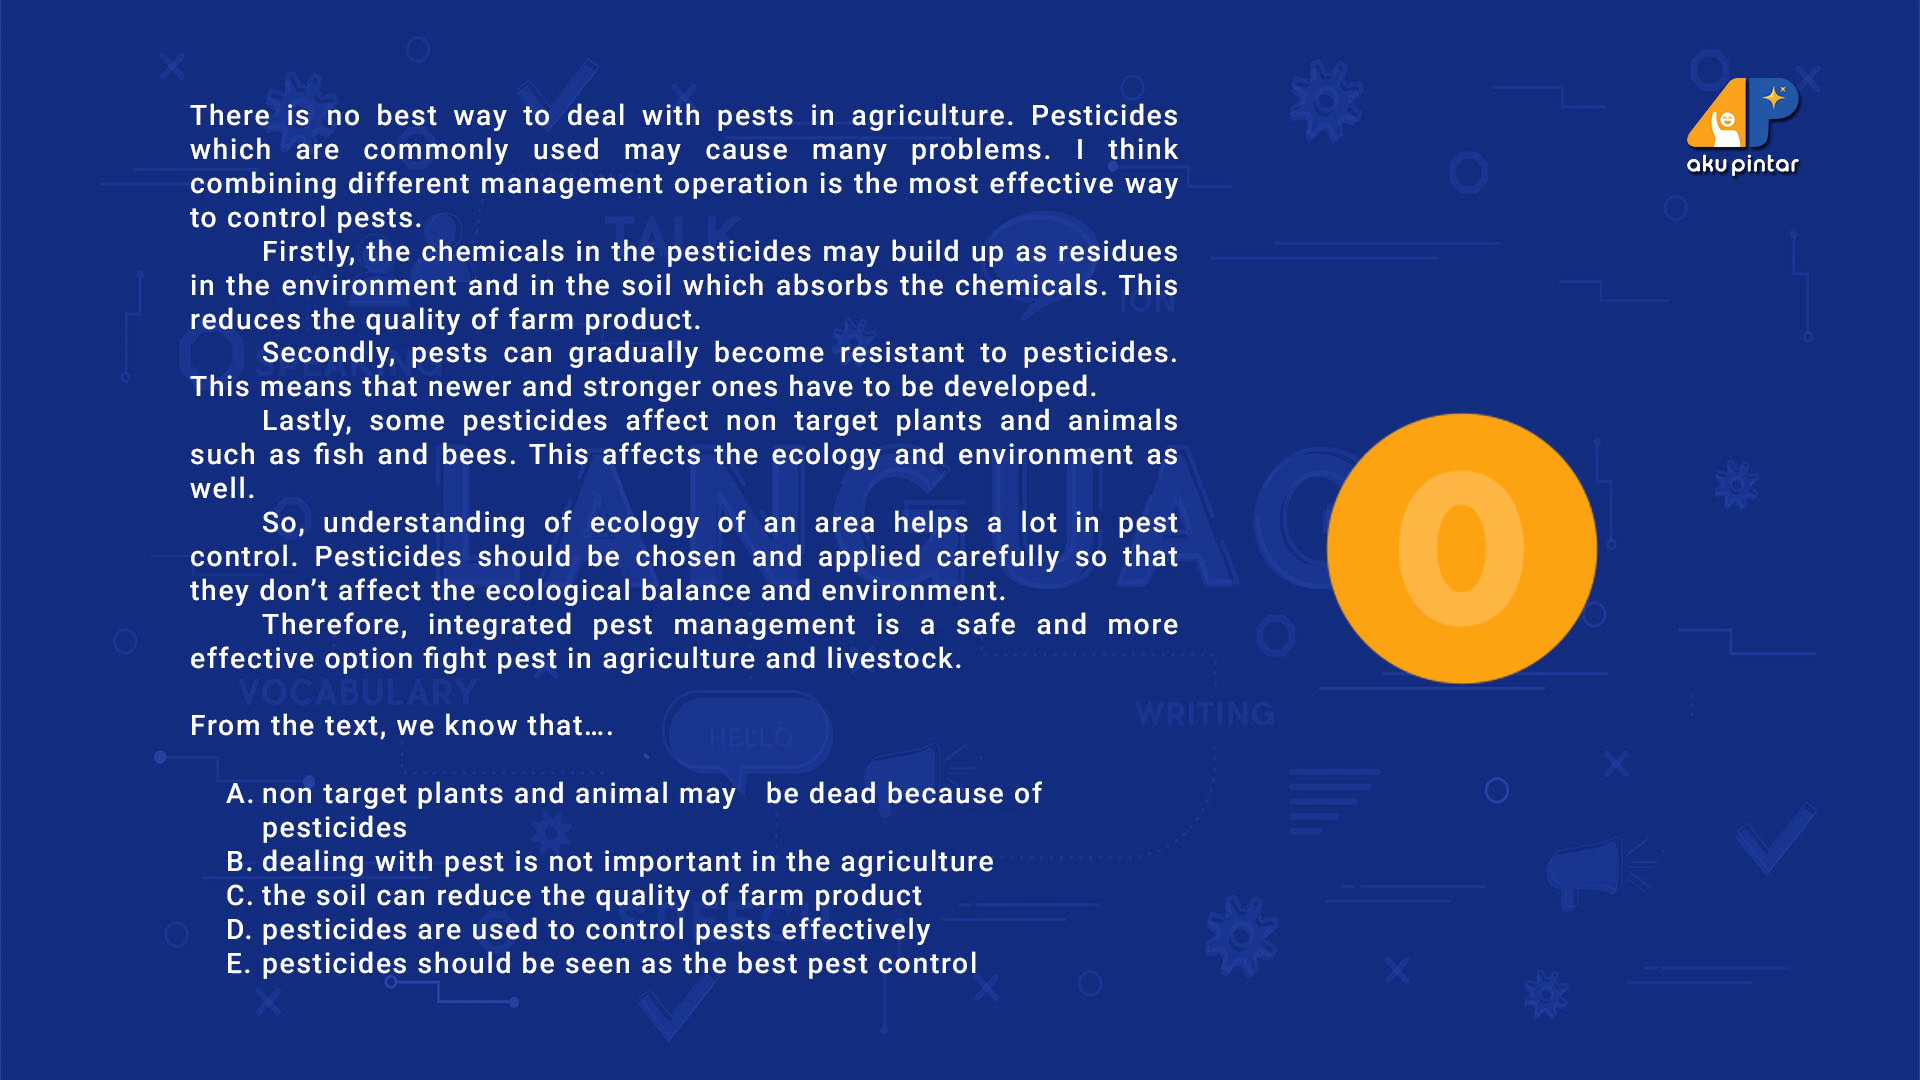 There is no best way to deal with pests in agriculture. Pesticides
which are commonly used may cause many problems. I think
combining different management operation is the most effective way
to control pests.
Firstly, the chemicals in the pesticides may build up as residues
in the environment and in the soil which absorbs the chemicals. This
reduces the quality of farm product.
Secondly, pests can gradually become resistant to pesticides.
This means that newer and stronger ones have to be developed.
Lastly, some pesticides affect non target plants and animals
such as fish and bees. This affects the ecology and environment as
well.
So, understanding of ecology of an area helps a lot in pest
control. Pesticides should be chosen and applied carefully so that
they don’t affect the ecological balance and environment.
Therefore, integrated pest management is a safe and more
effective option fight pest in agriculture and livestock.
From the text, we know that….
A. non target plants and animal may be dead because of
pesticides
B. dealing with pest is not important in the agriculture
C. the soil can reduce the quality of farm product
D. pesticides are used to control pests effectively
E. pesticides should be seen as the best pest control
aku pintar
0
TALK
SPEAKING
LANGUAG
VOCABULARY
HELLO
WRITING